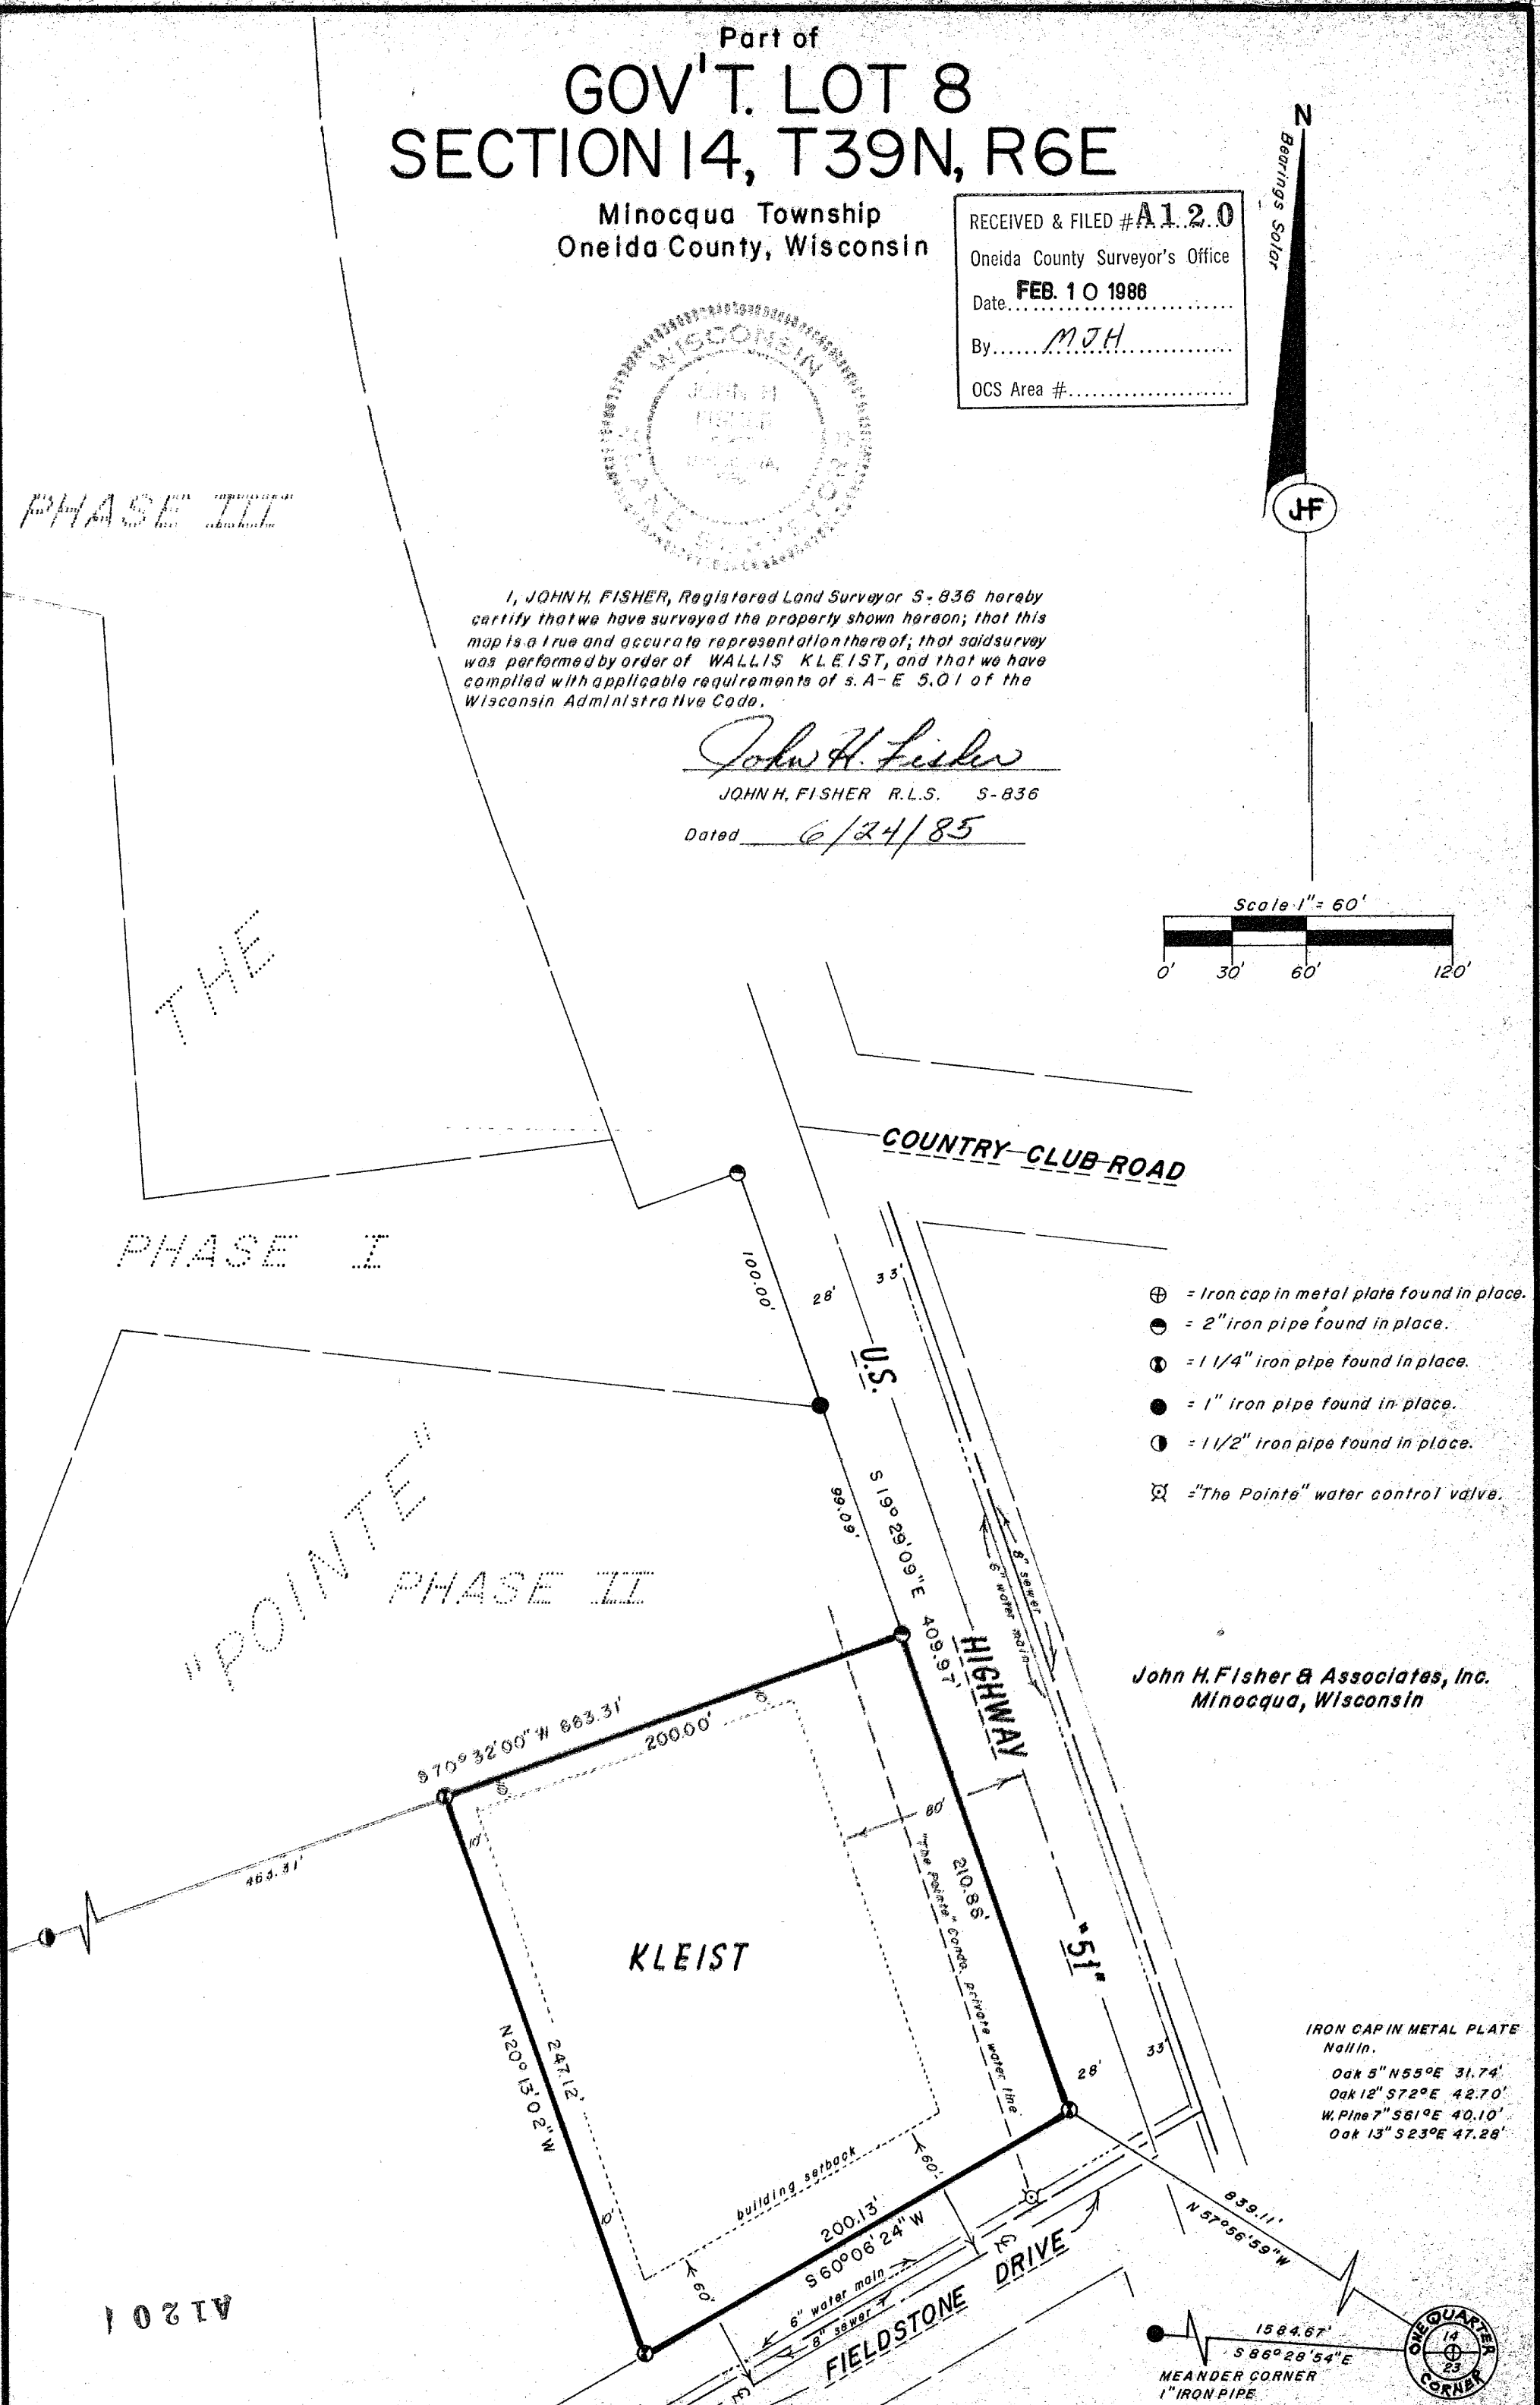 Part of
GOV'T. LOT 8
SECTION 14, T39N, R6E
Minocqua Township
Oneida County, Wisconsin
RECEIVED & FILED #A120
Oneida County Surveyor's Office
Date FEB. 10 1986
By MJH
OCS Area #
N
Bearings Solar
JHF
WISCONSIN
JOHN H
PHASE III
I, JOHN H. FISHER, Registered Land Surveyor S-836 hereby
certify that we have surveyed the property shown hereon; that this
map is a true and accurate representation thereof; that said survey
was performed by order of WALLIS KLEIST, and that we have
complied with applicable requirements of s. A-E 5.01 of the
Wisconsin Administrative Code.
John H. Fisher
JOHN H. FISHER R.L.S. S-836
Dated 6/24/85
Scale 1"= 60'
0' 30' 60' 120'
THE
COUNTRY CLUB ROAD
PHASE I
100.00'
28'
33'
⊕ = Iron cap in metal plate found in place.
= 2" iron pipe found in place.
= 1 1/4" iron pipe found in place.
= 1" iron pipe found in place.
= 1 1/2" iron pipe found in place.
= "The Pointe" water control valve.
U.S.
99.09'
S 19° 29' 09" E 409.97'
"POINTE"
PHASE II
6" water main
8" sewer
HIGHWAY
John H. Fisher & Associates, Inc.
Minocqua, Wisconsin
S 70° 32' 00" W 663.31'
200.00'
10'
80'
463.31'
"The Pointe" Condo. private water line
210.88'
KLEIST
"51"
N 20° 13' 02" W
247.12'
28'
33'
IRON CAP IN METAL PLATE
Nail in.
Oak 5" N55°E 31.74'
Oak 12" S72°E 42.70'
W. Pine 7" S61°E 40.10'
Oak 13" S23°E 47.28'
building setback
60'
200.13'
S 60° 06' 24" W
10'
60'
6" water main
8" sewer
FIELDSTONE DRIVE
839.11'
N 57° 56' 59" W
A1201
1584.67'
S 86° 28' 54" E
MEANDER CORNER
1" IRON PIPE
ONE QUARTER
14
23
CORNER